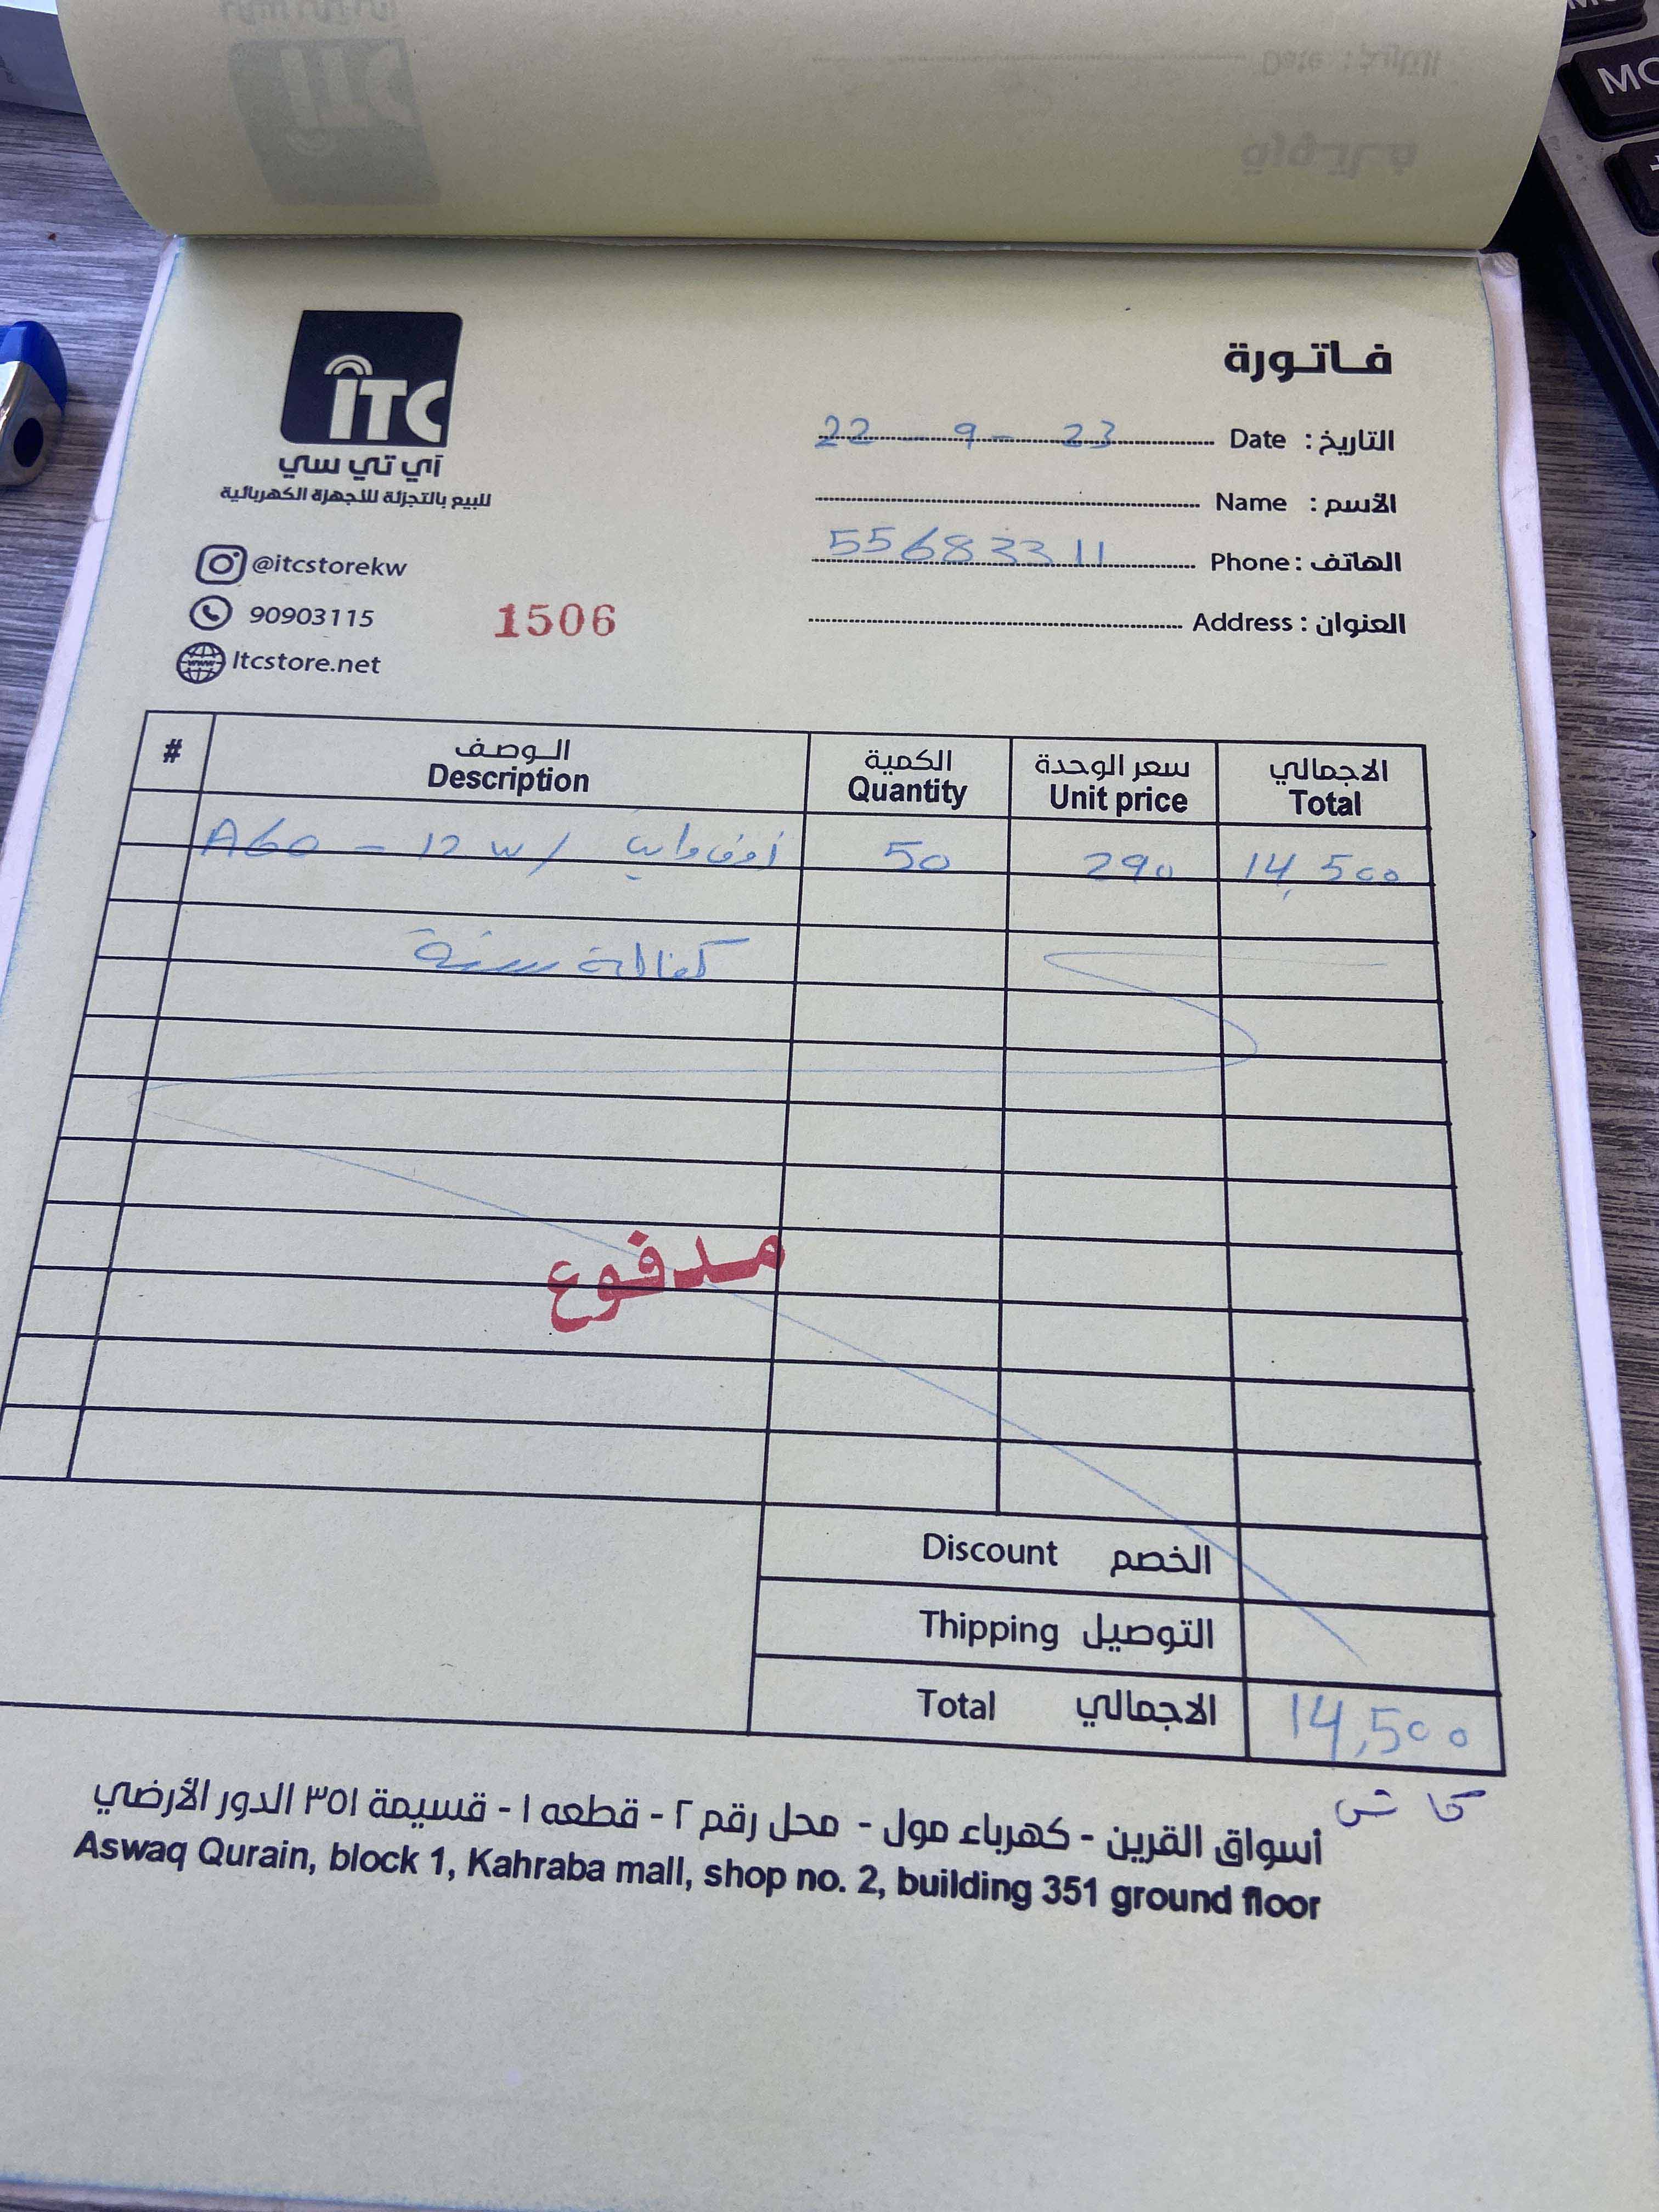 فاتورة
ITC
آي تي سي
للبيع بالتجزئة للأجهزة الكهربائية
التاريخ : Date 22 - 9 - 23
الأسم : Name
الهاتف : Phone 55683311
العنوان : Address
@itcstorekw
90903115
Itcstore.net
1506
# الوصف الكمية سعر الوحدة الاجمالي
Description Quantity Unit price Total
A60 - 12 w / أوف وايت 50 290 14,500
كفالة سنة
مدفوع
Discount الخصم
Thipping التوصيل
Total الاجمالي 14,500
كاش
أسواق القرين - كهرباء مول - محل رقم ٢ - قطعه ١ - قسيمة ٣٥١ الدور الأرضي
Aswaq Qurain, block 1, Kahraba mall, shop no. 2, building 351 ground floor